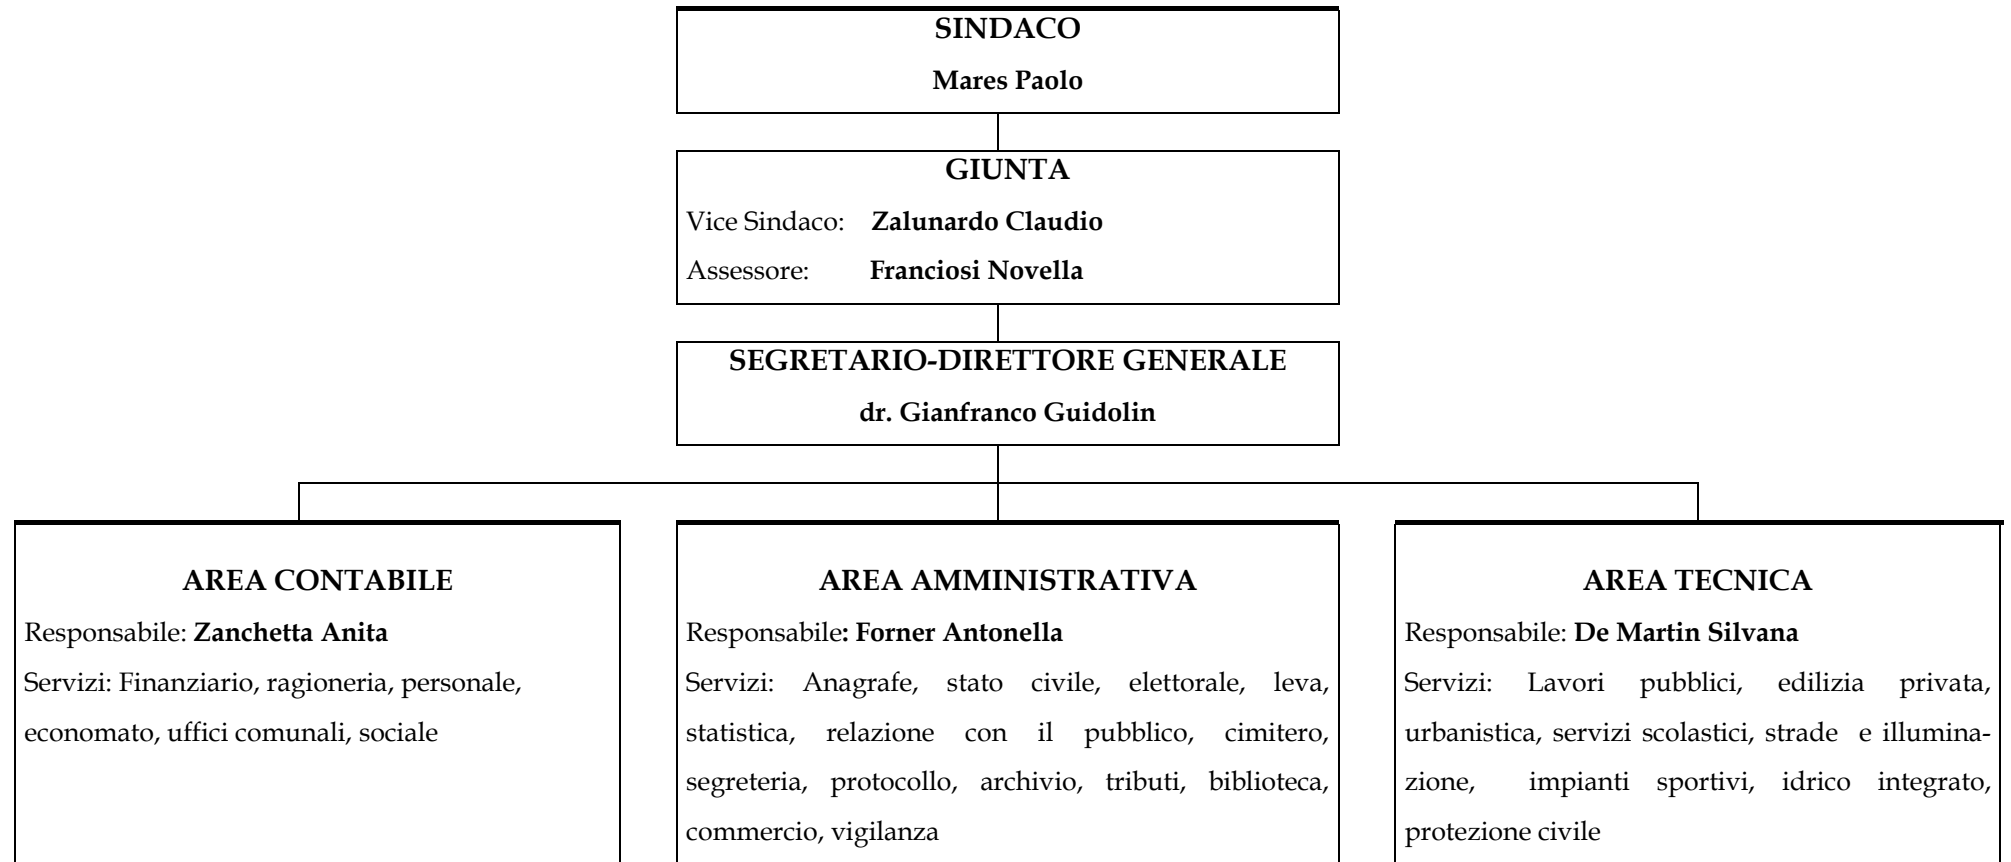 SINDACO
Mares Paolo
GIUNTA
Vice Sindaco: Zalunardo Claudio
Assessore: Franciosi Novella
SEGRETARIO-DIRETTORE GENERALE
dr. Gianfranco Guidolin
AREA CONTABILE
Responsabile: Zanchetta Anita
Servizi: Finanziario, ragioneria, personale,
economato, uffici comunali, sociale
AREA AMMINISTRATIVA
Responsabile: Forner Antonella
Servizi: Anagrafe, stato civile, elettorale, leva,
statistica, relazione con il pubblico, cimitero,
segreteria, protocollo, archivio, tributi, biblioteca,
commercio, vigilanza
AREA TECNICA
Responsabile: De Martin Silvana
Servizi: Lavori pubblici, edilizia privata,
urbanistica, servizi scolastici, strade e illumina-
zione, impianti sportivi, idrico integrato,
protezione civile